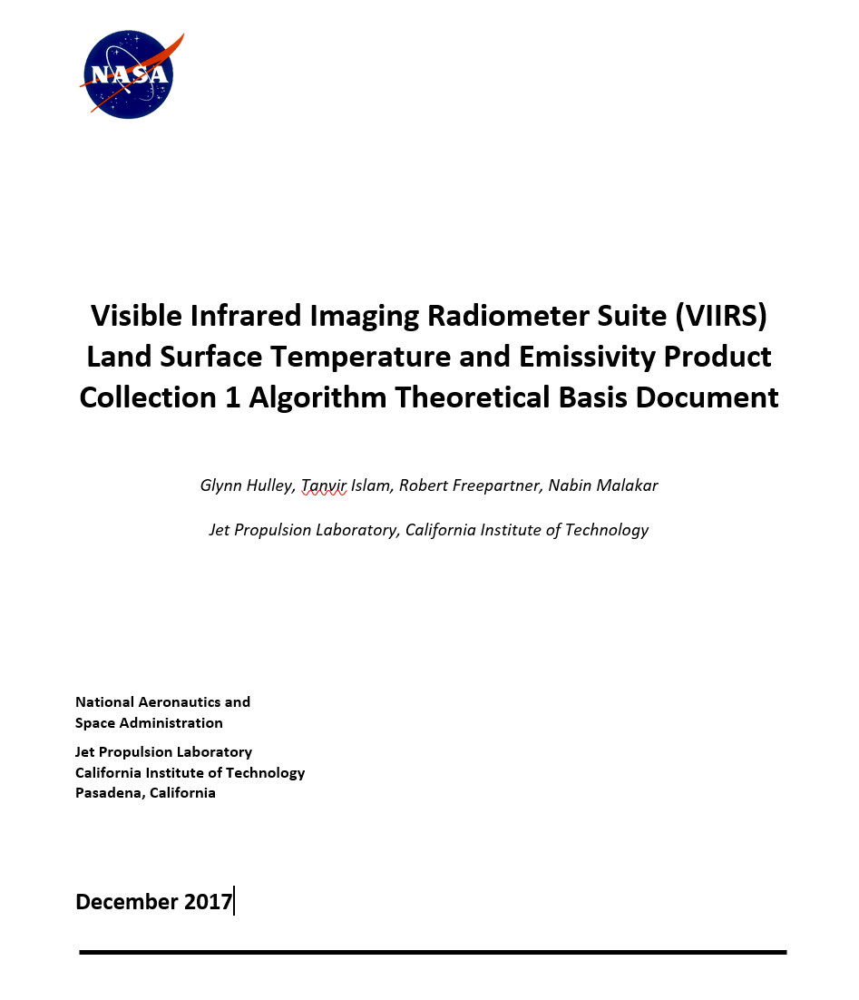 NASA
Visible Infrared Imaging Radiometer Suite (VIIRS)
Land Surface Temperature and Emissivity Product
Collection 1 Algorithm Theoretical Basis Document
Glynn Hulley, Tanvir Islam, Robert Freepartner, Nabin Malakar
Jet Propulsion Laboratory, California Institute of Technology
National Aeronautics and
Space Administration
Jet Propulsion Laboratory
California Institute of Technology
Pasadena, California
December 2017